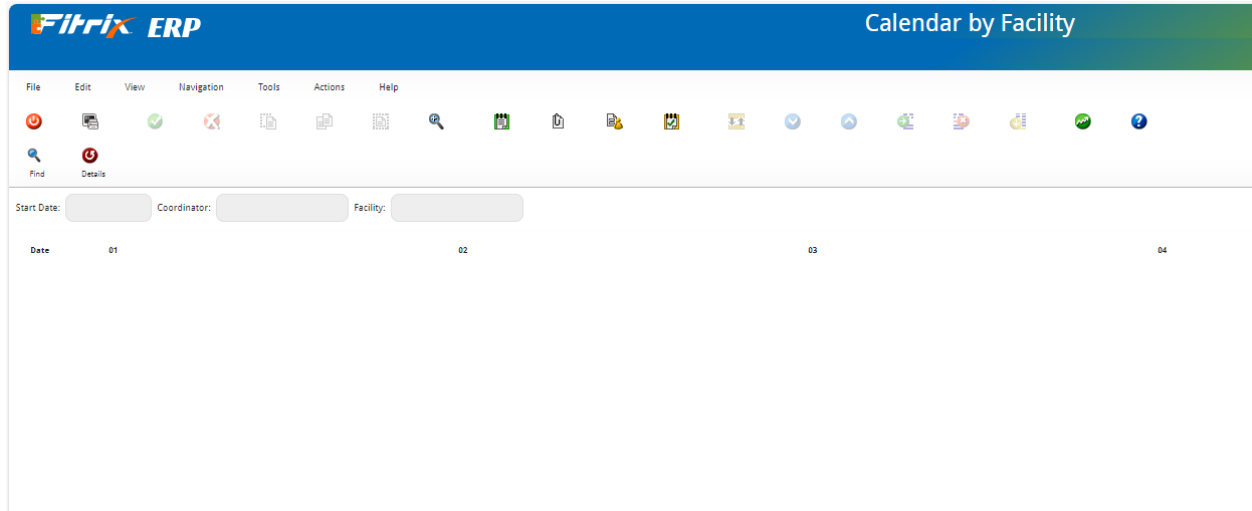 Fitrix ERP
Calendar by Facility
File Edit View Navigation Tools Actions Help
Find Details
Start Date: Coordinator: Facility:
Date 01 02 03 04